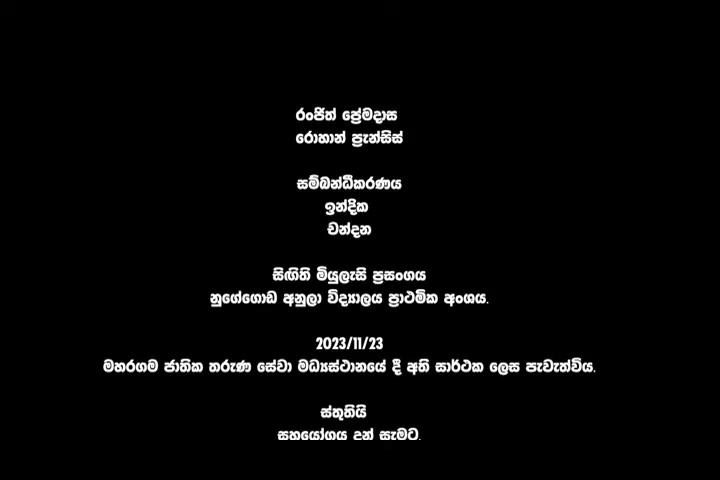 රංජිත් ප්‍රේමදාස
රොහාන් ප්‍රැන්සිස්
සම්බන්ධීකරණය
ඉන්දික
චන්දන
සිඟිති මියුලැසි ප්‍රසංගය
නුගේගොඩ අනුලා විද්‍යාලය ප්‍රාථමික අංශය.
2023/11/23
මහරගම ජාතික තරුණ සේවා මධ්‍යස්ථානයේ දී අති සාර්ථක ලෙස පැවැත්විය.
ස්තුතියි
සහයෝගය උන් සැමට.